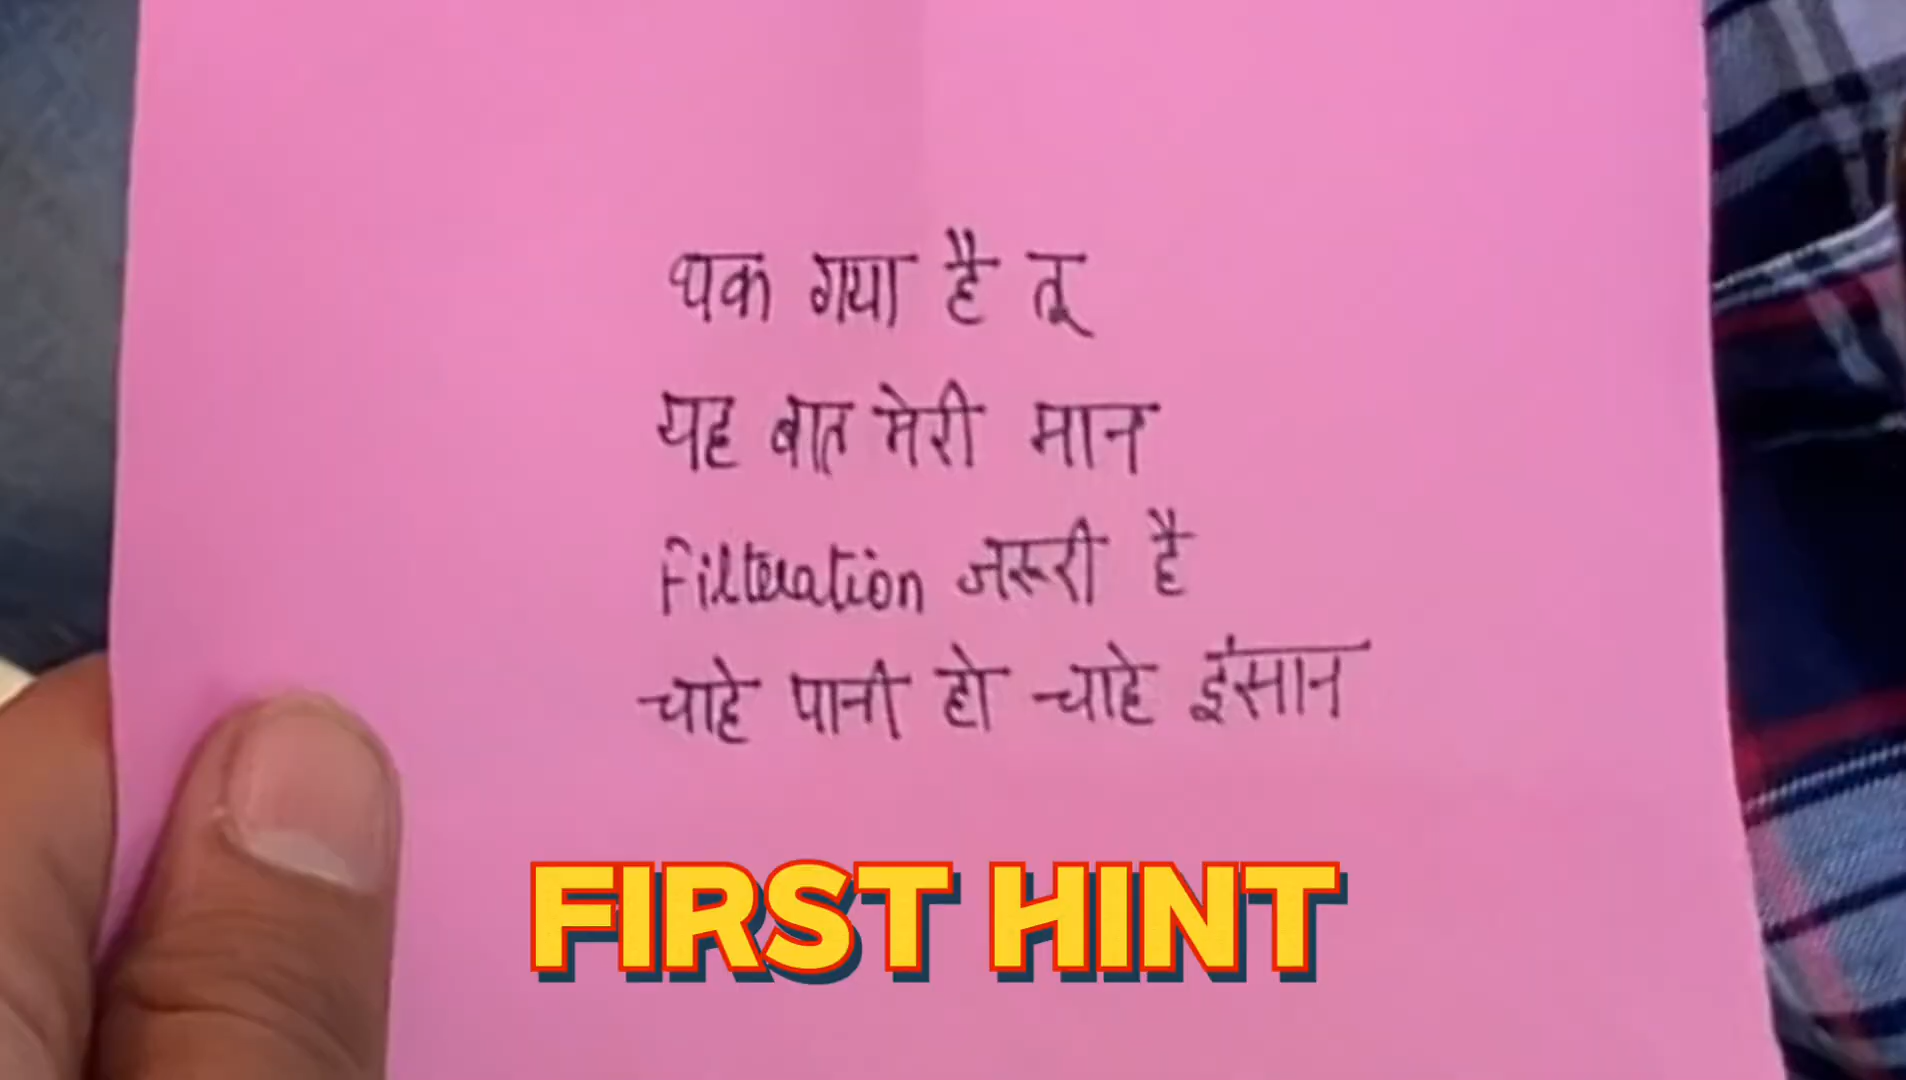 थक गया है तू
यह बात मेरी मान
Filteration जरूरी है
चाहे पानी हो चाहे इंसान
FIRST HINT